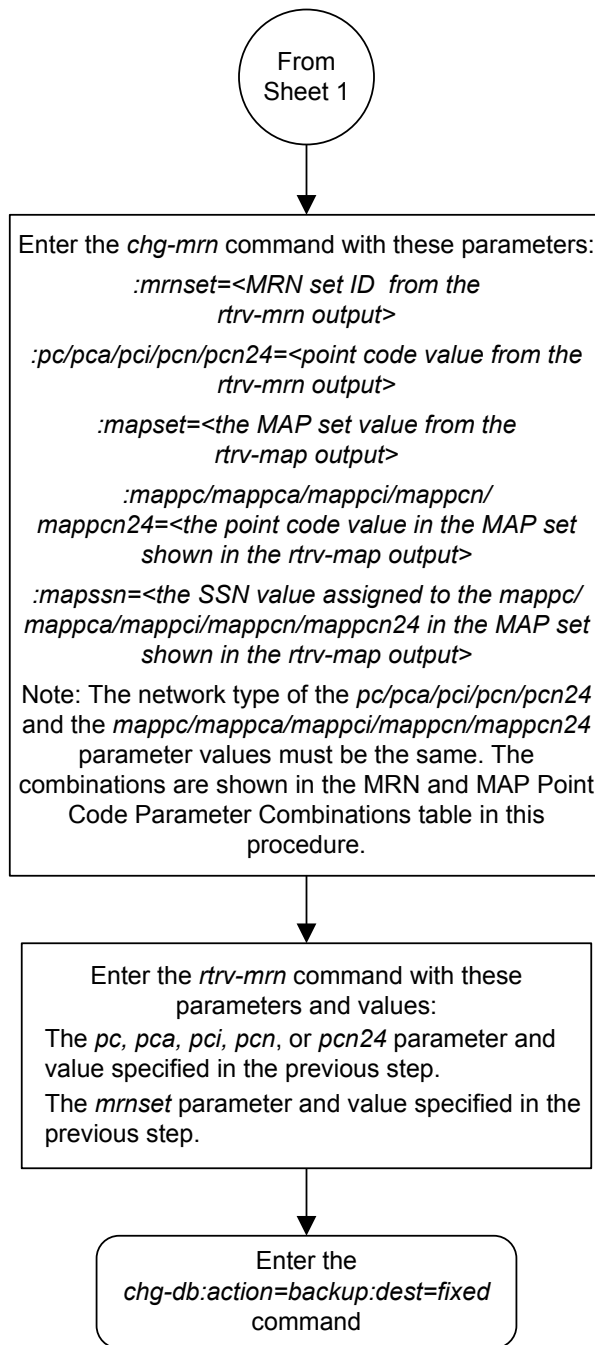 From
Sheet 1
Enter the chg-mrn command with these parameters:
:mrnset=<MRN set ID from the
rtrv-mrn output>
:pc/pca/pci/pcn/pcn24=<point code value from the
rtrv-mrn output>
:mapset=<the MAP set value from the
rtrv-map output>
:mappc/mappca/mappci/mappcn/
mappcn24=<the point code value in the MAP set
shown in the rtrv-map output>
:mapssn=<the SSN value assigned to the mappc/
mappca/mappci/mappcn/mappcn24 in the MAP set
shown in the rtrv-map output>
Note: The network type of the pc/pca/pci/pcn/pcn24
and the mappc/mappca/mappci/mappcn/mappcn24
parameter values must be the same. The
combinations are shown in the MRN and MAP Point
Code Parameter Combinations table in this
procedure.
Enter the rtrv-mrn command with these
parameters and values:
The pc, pca, pci, pcn, or pcn24 parameter and
value specified in the previous step.
The mrnset parameter and value specified in the
previous step.
Enter the
chg-db:action=backup:dest=fixed
command